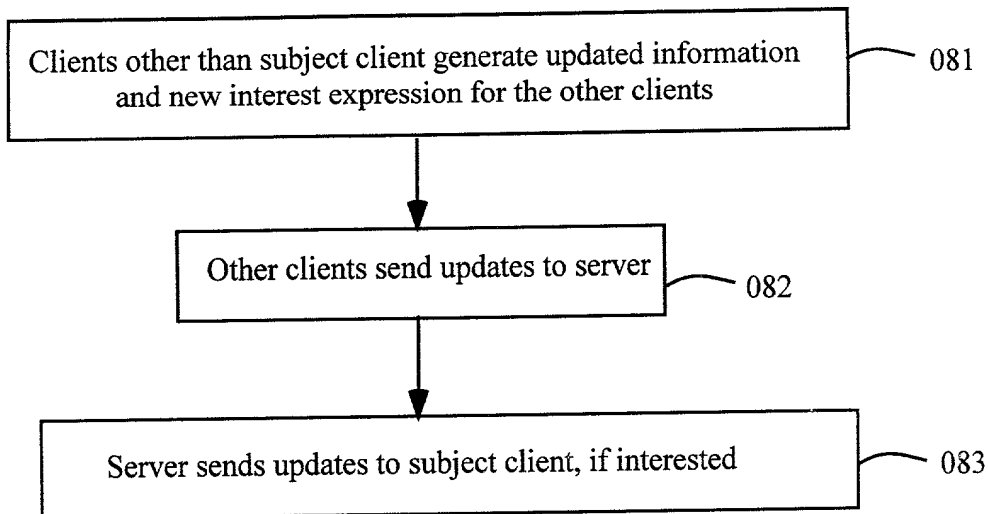 Clients other than subject client generate updated information
and new interest expression for the other clients
081
Other clients send updates to server
082
Server sends updates to subject client, if interested
083